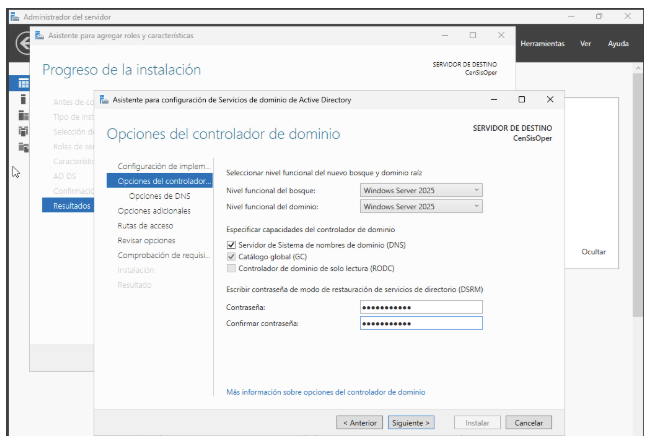 Administrador del servidor
Asistente para agregar roles y características
Herramientas Ver Ayuda
Progreso de la instalación
SERVIDOR DE DESTINO
CenSisOper
Antes de co
Tipo de inst
Selección d
Roles de se
Característi
AD DS
Confirmació
Resultados
Asistente para configuración de Servicios de dominio de Active Directory
Opciones del controlador de dominio
SERVIDOR DE DESTINO
CenSisOper
Configuración de implem...
Opciones del controlador...
Opciones de DNS
Opciones adicionales
Rutas de acceso
Revisar opciones
Comprobación de requisi...
Instalación
Resultado
Seleccionar nivel funcional del nuevo bosque y dominio raíz
Nivel funcional del bosque: Windows Server 2025
Nivel funcional del dominio: Windows Server 2025
Especificar capacidades del controlador de dominio
Servidor de Sistema de nombres de dominio (DNS)
Catálogo global (GC)
Controlador de dominio de solo lectura (RODC)
Escribir contraseña de modo de restauración de servicios de directorio (DSRM)
Contraseña: •••••••••••
Confirmar contraseña: •••••••••••
Más información sobre opciones del controlador de dominio
< Anterior Siguiente > Instalar Cancelar
Ocultar